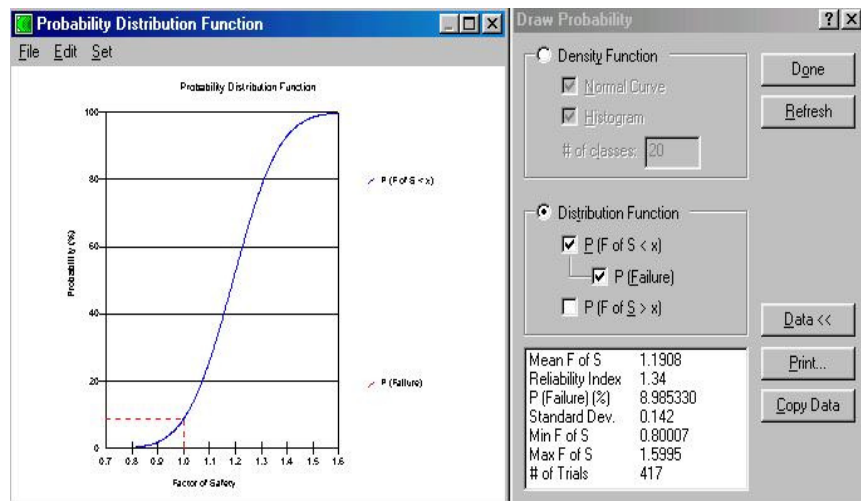 Probability Distribution Function
File Edit Set
Probability Distribution Function
100
80
60
40
20
0
Probability (%)
0.7 0.8 0.9 1.0 1.1 1.2 1.3 1.4 1.5 1.6
Factor of Safety
P (F of S < x)
P (Failure)
Draw Probability
Density Function
Normal Curve
Histogram
# of classes: 20
Distribution Function
P (F of S < x)
P (Failure)
P (F of S > x)
Done
Refresh
Data <<
Print...
Copy Data
Mean F of S 1.1908
Reliability Index 1.34
P (Failure) (%) 8.985330
Standard Dev. 0.142
Min F of S 0.80007
Max F of S 1.5995
# of Trials 417